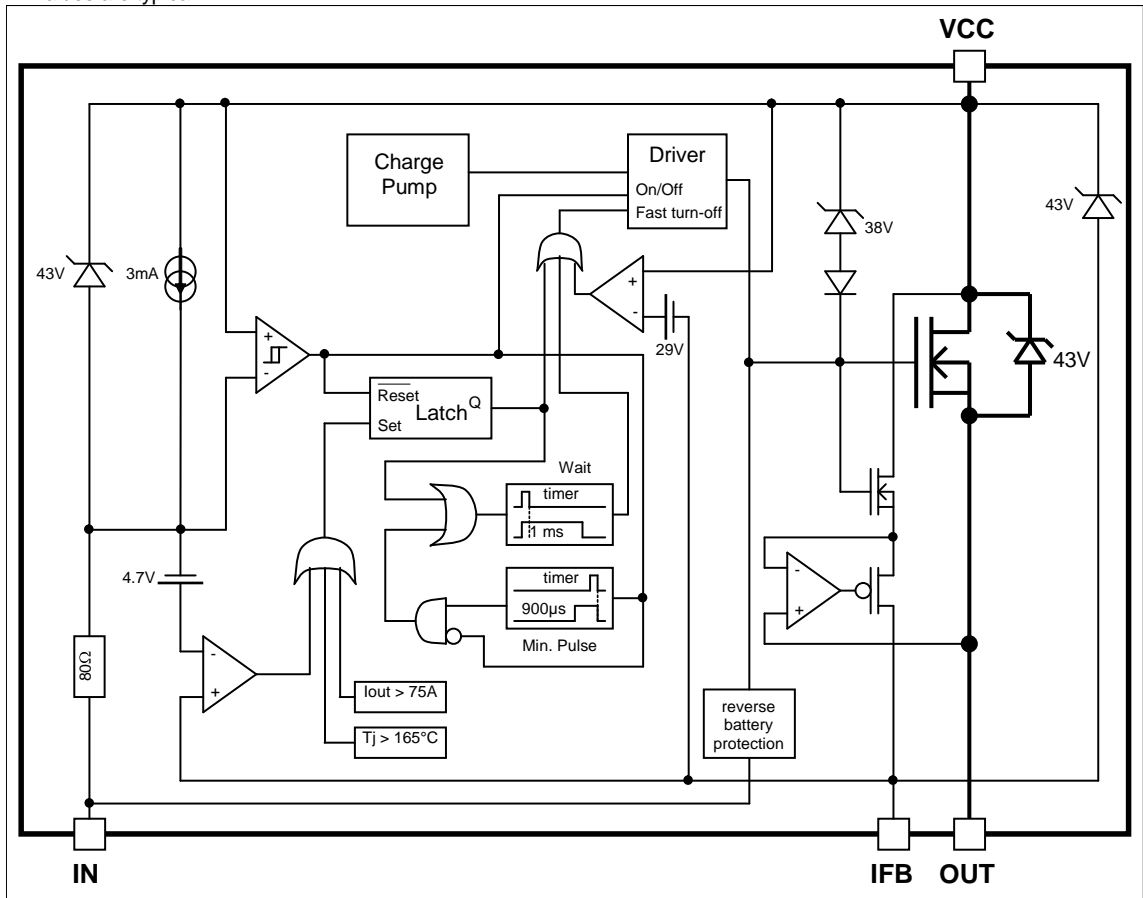 VCC
Charge
Pump
Driver
On/Off
Fast turn-off
43V
3mA
38V
43V
+
-
+
-
29V
43V
Reset
Latch
Q
Set
Wait
timer
1 ms
4.7V
timer
900µs
Min. Pulse
-
+
80Ω
-
+
Iout > 75A
Tj > 165°C
reverse
battery
protection
IN
IFB
OUT